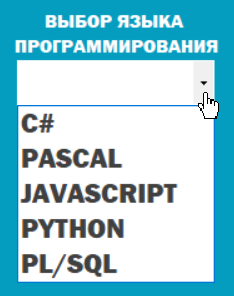 ВЫБОР ЯЗЫКА
ПРОГРАММИРОВАНИЯ
C#
PASCAL
JAVASCRIPT
PYTHON
PL/SQL